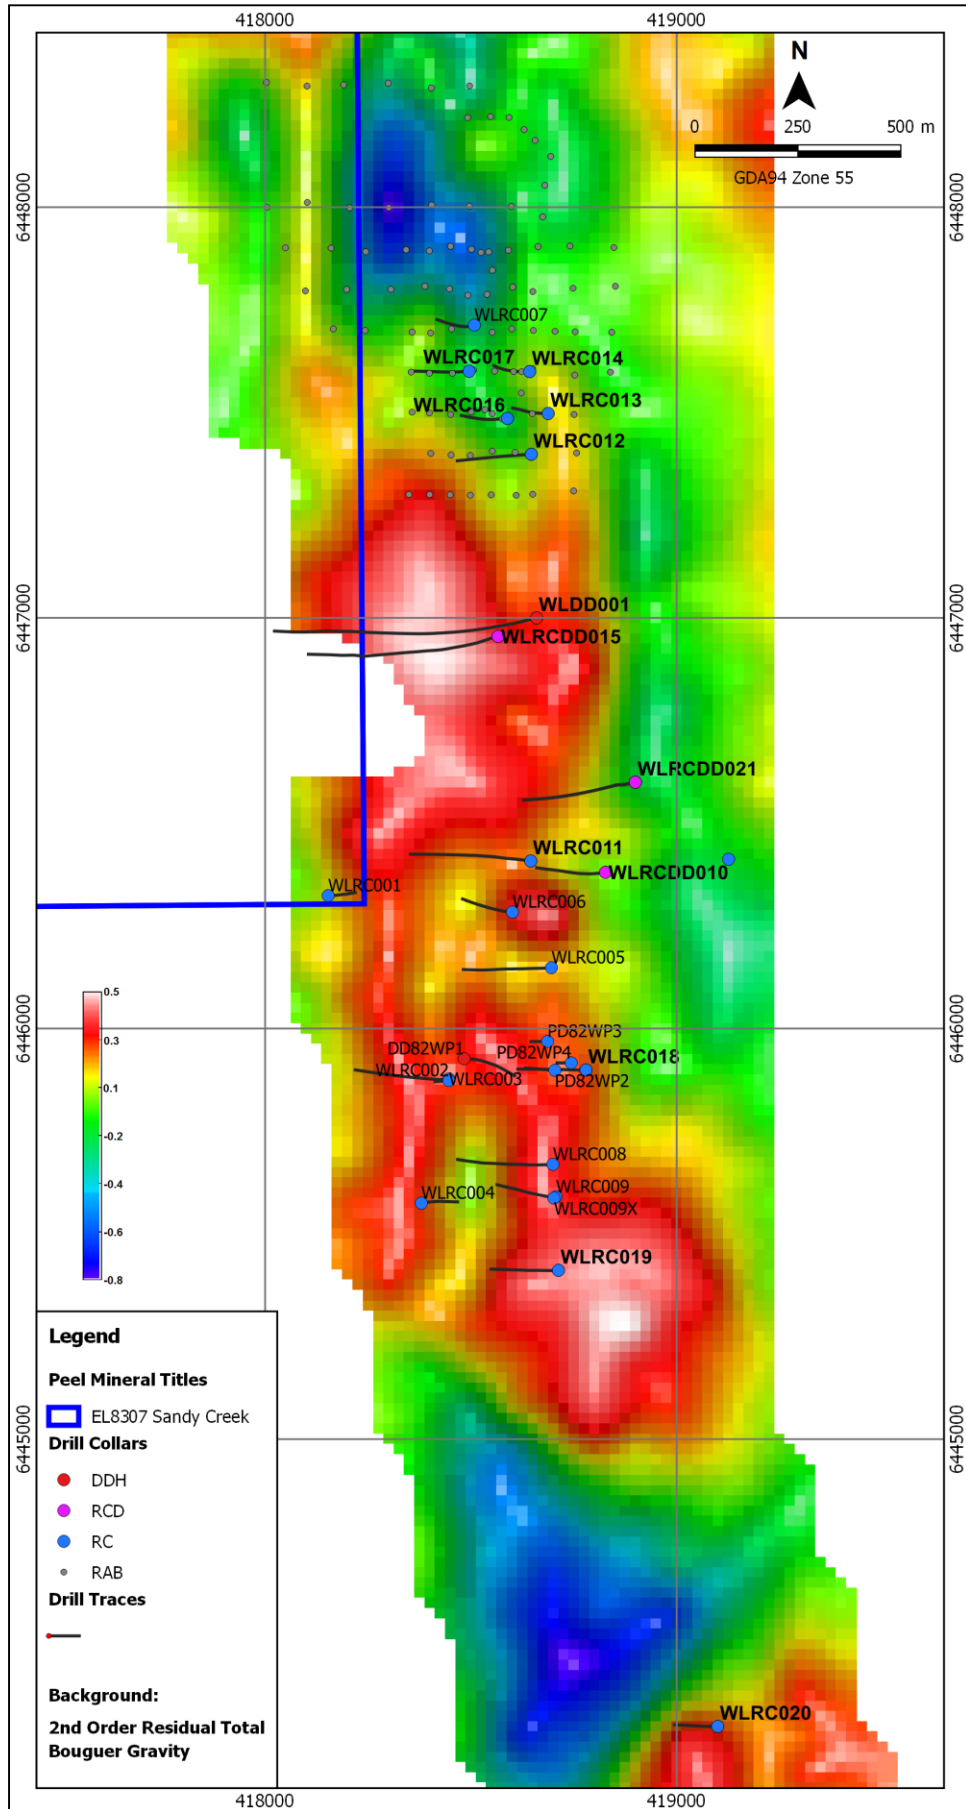 418000
419000
N
0
250
500 m
GDA94 Zone 55
6448000
6448000
WLRC007
WLRC017
WLRC014
WLRC016
WLRC013
WLRC012
WLDD001
6447000
6447000
WLRCDD015
WLRCDD021
WLRC011
WLRCDD010
WLRC001
WLRC006
WLRC005
0.5
0.3
0.1
-0.2
-0.4
-0.6
-0.8
6446000
6446000
PD82WP3
DD82WP1
PD82WP4
WLRC018
WLRC002
WLRC003
PD82WP2
WLRC008
WLRC004
WLRC009
WLRC009X
WLRC019
Legend
Peel Mineral Titles
EL8307 Sandy Creek
Drill Collars
DDH
RCD
RC
RAB
Drill Traces
Background:
2nd Order Residual Total
Bouguer Gravity
6445000
6445000
WLRC020
418000
419000